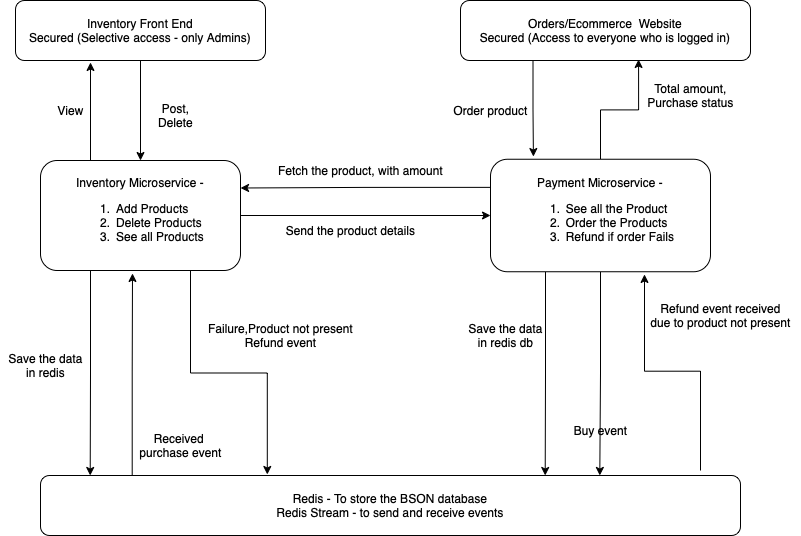 Inventory Front End
Secured (Selective access - only Admins)
Orders/Ecommerce Website
Secured (Access to everyone who is logged in)
View
Post,
Delete
Order product
Total amount,
Purchase status
Inventory Microservice -
1. Add Products
2. Delete Products
3. See all Products
Fetch the product, with amount
Send the product details
Payment Microservice -
1. See all the Product
2. Order the Products
3. Refund if order Fails
Save the data
in redis
Received
purchase event
Failure,Product not present
Refund event
Save the data
in redis db
Buy event
Refund event received
due to product not present
Redis - To store the BSON database
Redis Stream - to send and receive events